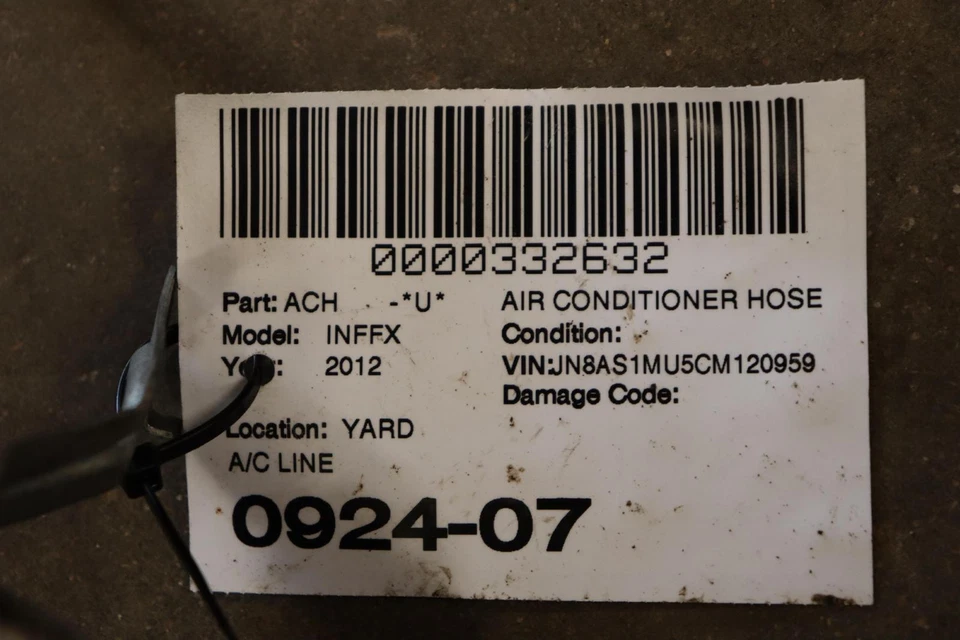 0000332632
Part: ACH -*U* AIR CONDITIONER HOSE
Model: INFFX Condition:
2012 VIN:JN8AS1MU5CM120959
Damage Code:
Location: YARD
A/C LINE
0924-07